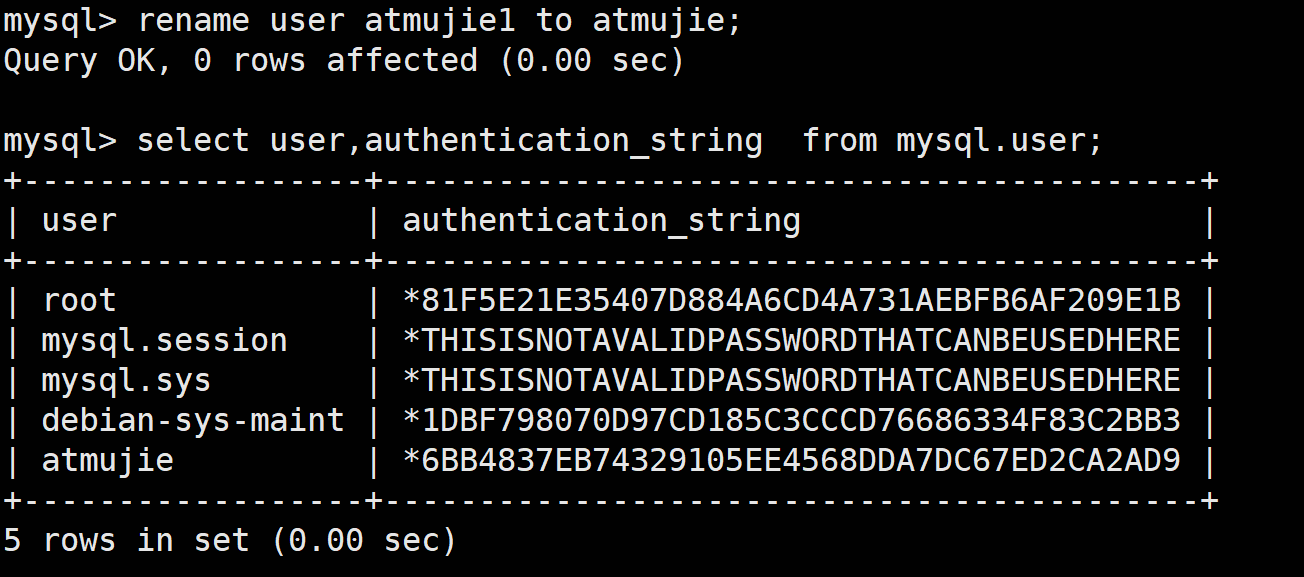 mysql> rename user atmujie1 to atmujie;
Query OK, 0 rows affected (0.00 sec)
mysql> select user,authentication_string  from mysql.user;
+------------------+-------------------------------------------+
| user             | authentication_string                     |
+------------------+-------------------------------------------+
| root             | *81F5E21E35407D884A6CD4A731AEBFB6AF209E1B |
| mysql.session    | *THISISNOTAVALIDPASSWORDTHATCANBEUSEDHERE |
| mysql.sys        | *THISISNOTAVALIDPASSWORDTHATCANBEUSEDHERE |
| debian-sys-maint | *1DBF798070D97CD185C3CCCD76686334F83C2BB3 |
| atmujie          | *6BB4837EB74329105EE4568DDA7DC67ED2CA2AD9 |
+------------------+-------------------------------------------+
5 rows in set (0.00 sec)